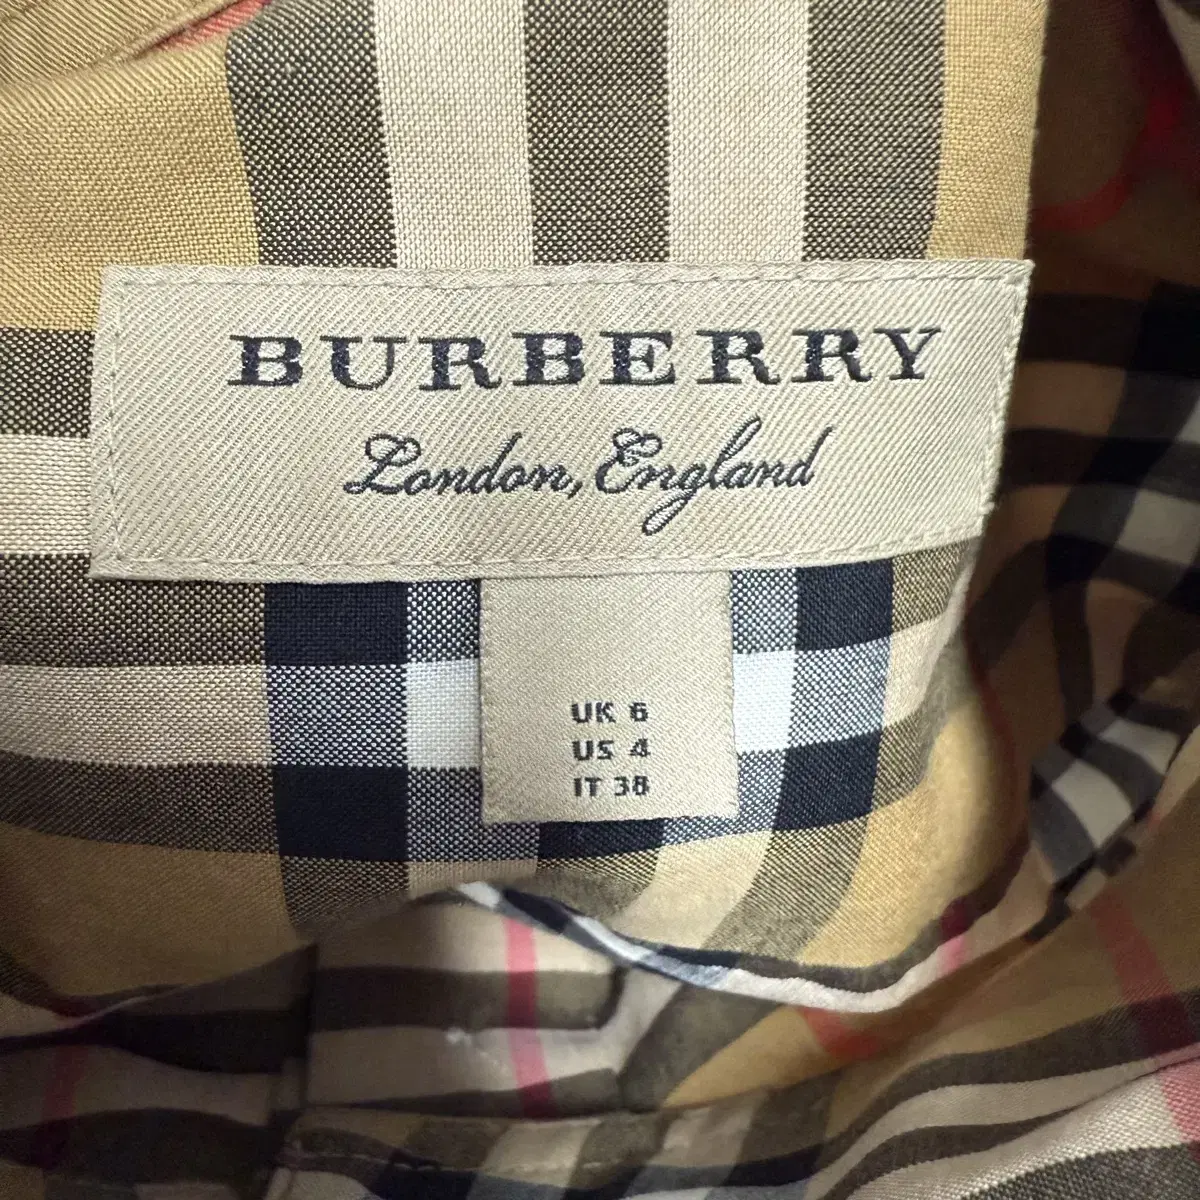 BURBERRY
London, England
UK 6
US 4
IT 38